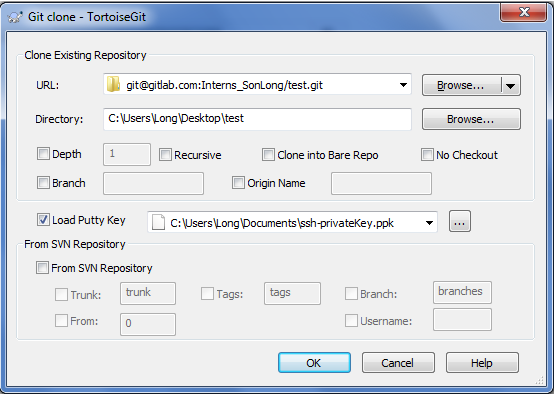 Git clone - TortoiseGit
Clone Existing Repository
URL: git@gitlab.com:Interns_SonLong/test.git Browse...
Directory: C:\Users\Long\Desktop\test Browse...
Depth 1 Recursive Clone into Bare Repo No Checkout
Branch Origin Name
Load Putty Key C:\Users\Long\Documents\ssh-privateKey.ppk ...
From SVN Repository
From SVN Repository
Trunk: trunk Tags: tags Branch: branches
From: 0 Username:
OK Cancel Help